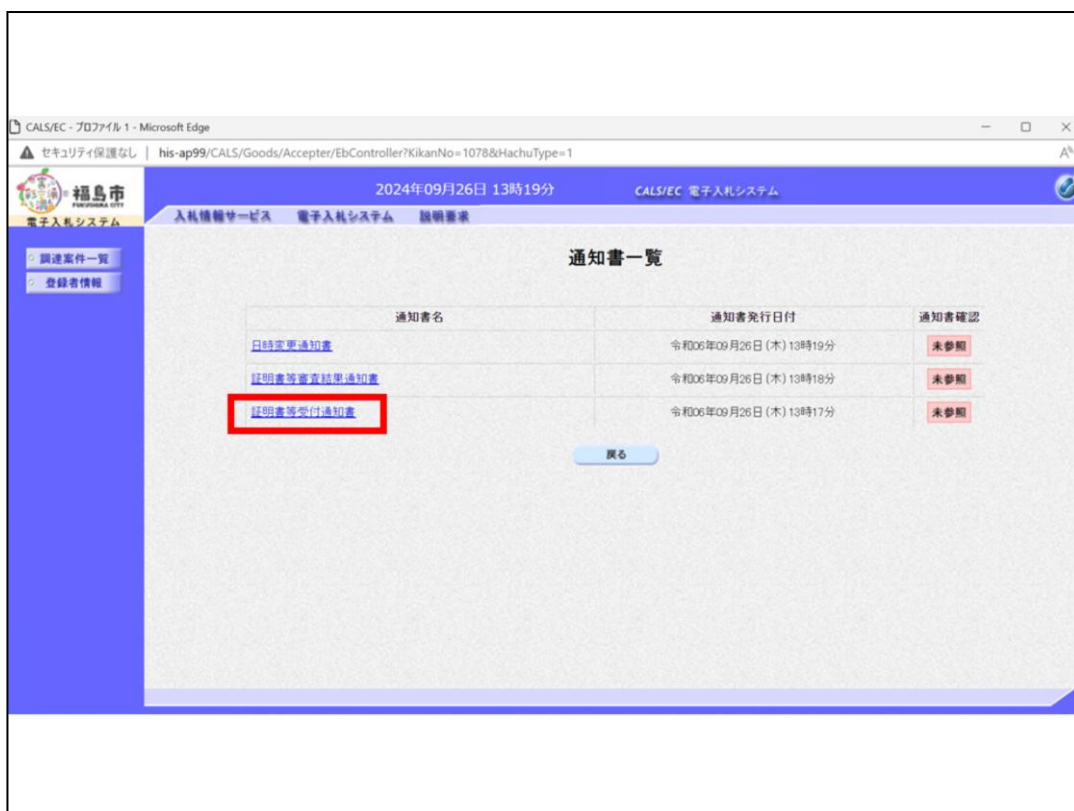 CALS/EC - プロファイル 1 - Microsoft Edge
セキュリティ保護なし | his-ap99/CALS/Goods/Accepter/EbController?KikanNo=1078&HachuType=1
福島市
FUKUSHIMA CITY
電子入札システム
2024年09月26日 13時19分
CALS/EC 電子入札システム
入札情報サービス 電子入札システム 説明要求
調達案件一覧
登録者情報
通知書一覧
通知書名 通知書発行日付 通知書確認
日時変更通知書 令和06年09月26日(木)13時19分 未参照
証明書等審査結果通知書 令和06年09月26日(木)13時18分 未参照
証明書等受付通知書 令和06年09月26日(木)13時17分 未参照
戻る